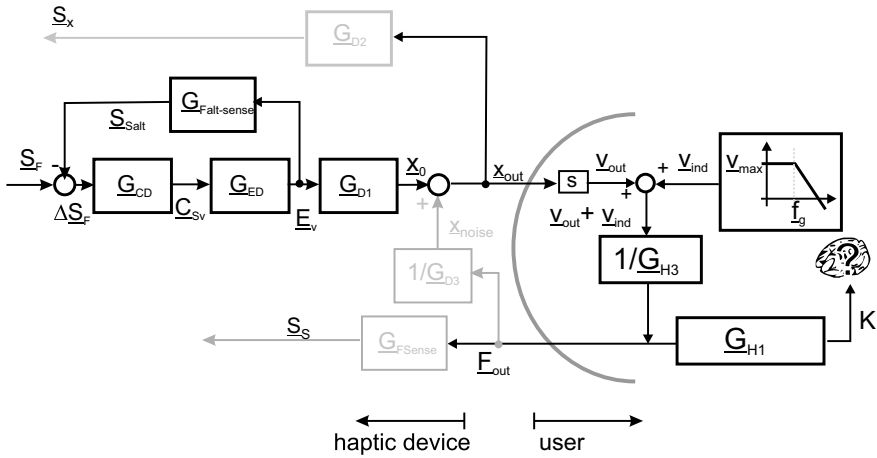 S_x
G_D2
G_Falt-sense
S_Salt
S_F
-
ΔS_F
G_CD
C_Sv
G_ED
E_v
G_D1
x_0
+
x_noise
1/G_D3
x_out
s
v_out
+
+
v_ind
v_max
f_g
v_out + v_ind
1/G_H3
?
K
G_H1
S_S
G_FSense
F_out
haptic device
user